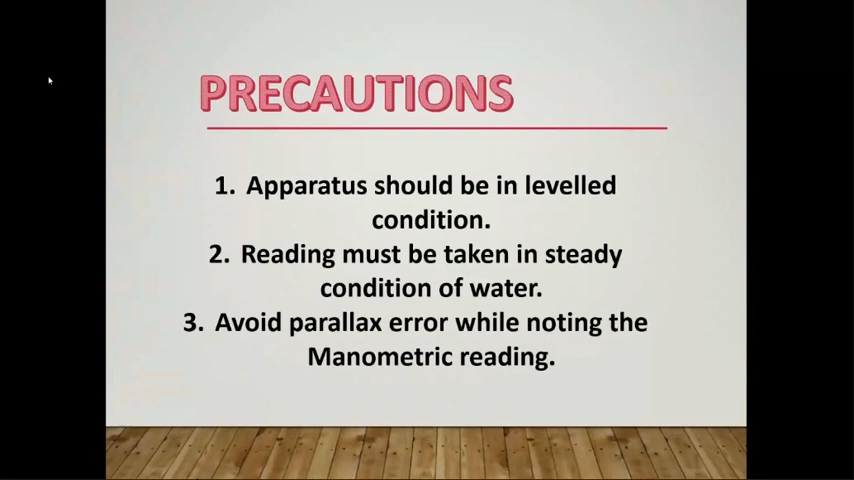 PRECAUTIONS
1. Apparatus should be in levelled
condition.
2. Reading must be taken in steady
condition of water.
3. Avoid parallax error while noting the
Manometric reading.